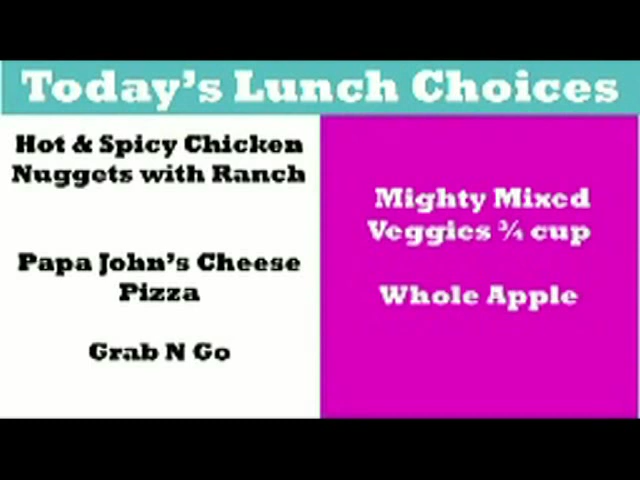 Today's Lunch Choices
Hot & Spicy Chicken
Nuggets with Ranch
Papa John's Cheese
Pizza
Grab N Go
Mighty Mixed
Veggies ¾ cup
Whole Apple